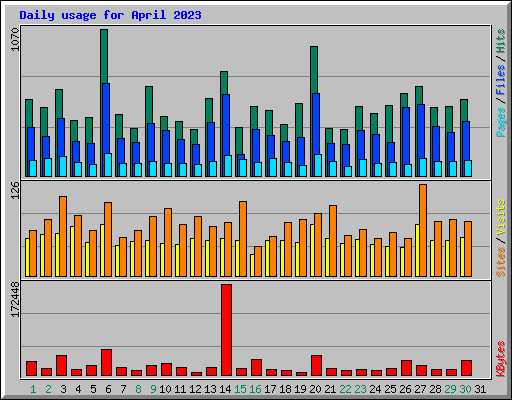 Daily usage for April 2023
1070
Pages / Files / Hits
126
Sites / Visits
172448
KBytes
1 2 3 4 5 6 7 8 9 10 11 12 13 14 15 16 17 18 19 20 21 22 23 24 25 26 27 28 29 30 31